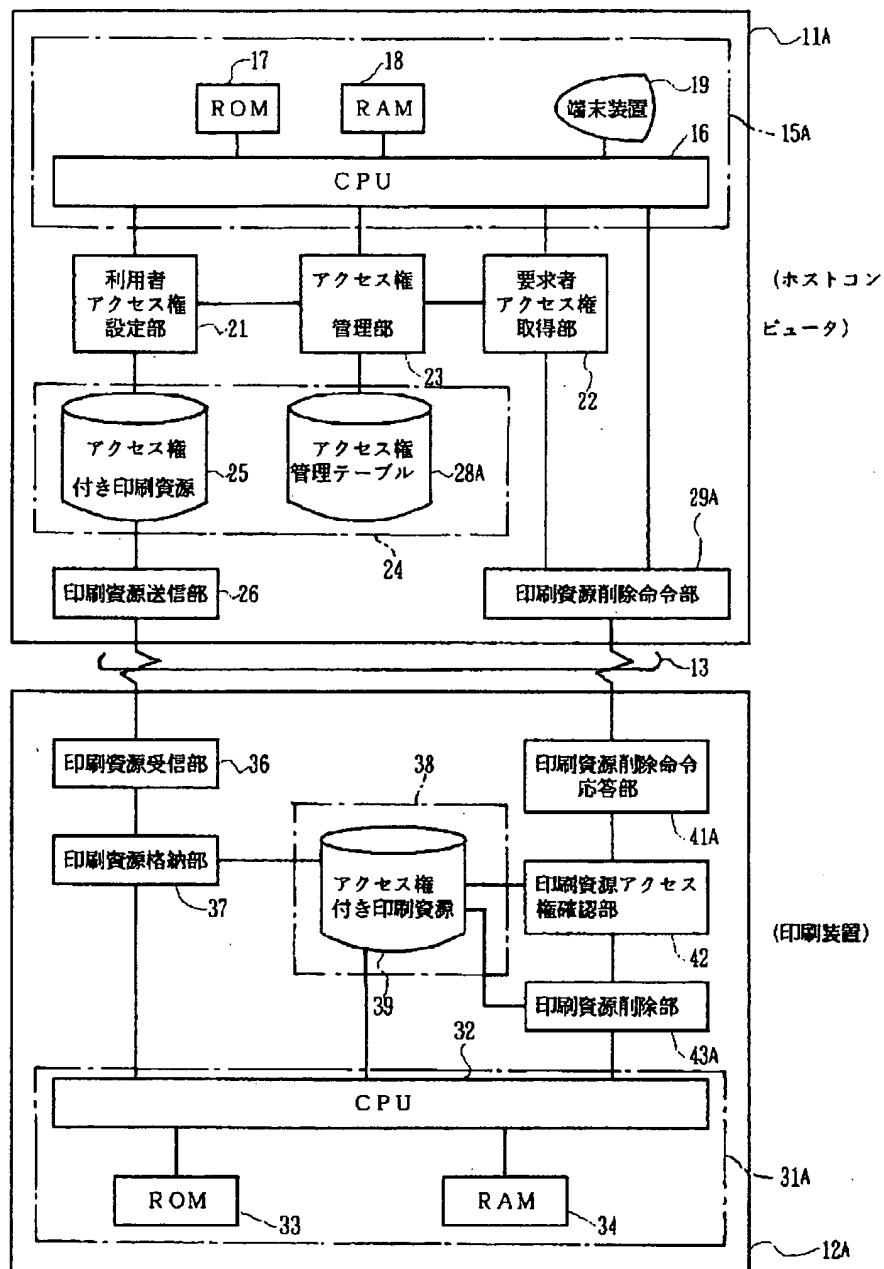 11A
17
18
19
ROM
RAM
端末装置
16
15A
CPU
利用者
アクセス権
設定部
21
アクセス権
管理部
23
要求者
アクセス権
取得部
22
(ホストコン
ピュータ)
アクセス権
付き印刷資源
25
アクセス権
管理テーブル
28A
24
29A
印刷資源送信部
26
印刷資源削除命令部
13
印刷資源受信部
36
38
印刷資源削除命令
応答部
41A
印刷資源格納部
37
アクセス権
付き印刷資源
39
印刷資源アクセス
権確認部
42
(印刷装置)
印刷資源削除部
43A
32
CPU
ROM
33
RAM
34
31A
12A